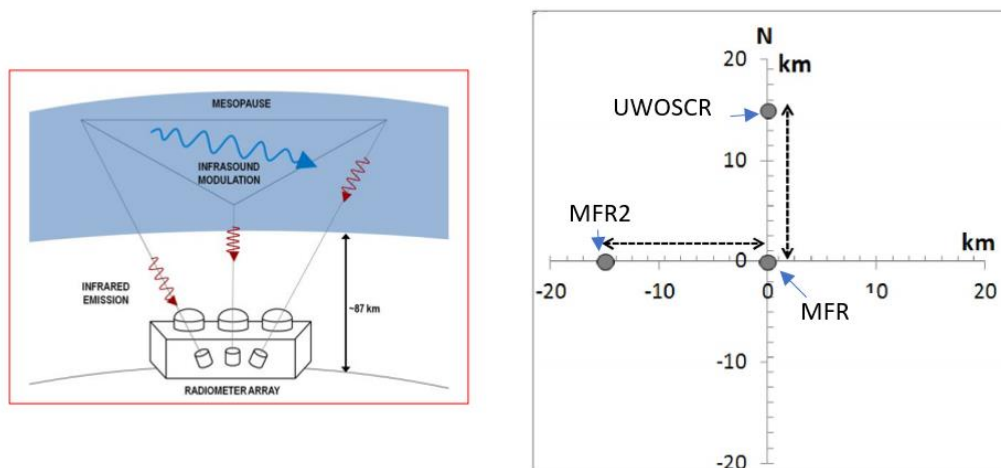 MESOPAUSE
INFRASOUND
MODULATION
INFRARED
EMISSION
~87 km
RADIOMETER ARRAY
N
20
km
UWOSCR
10
MFR2
km
0
-20
-10
0
10
20
MFR
-10
-20